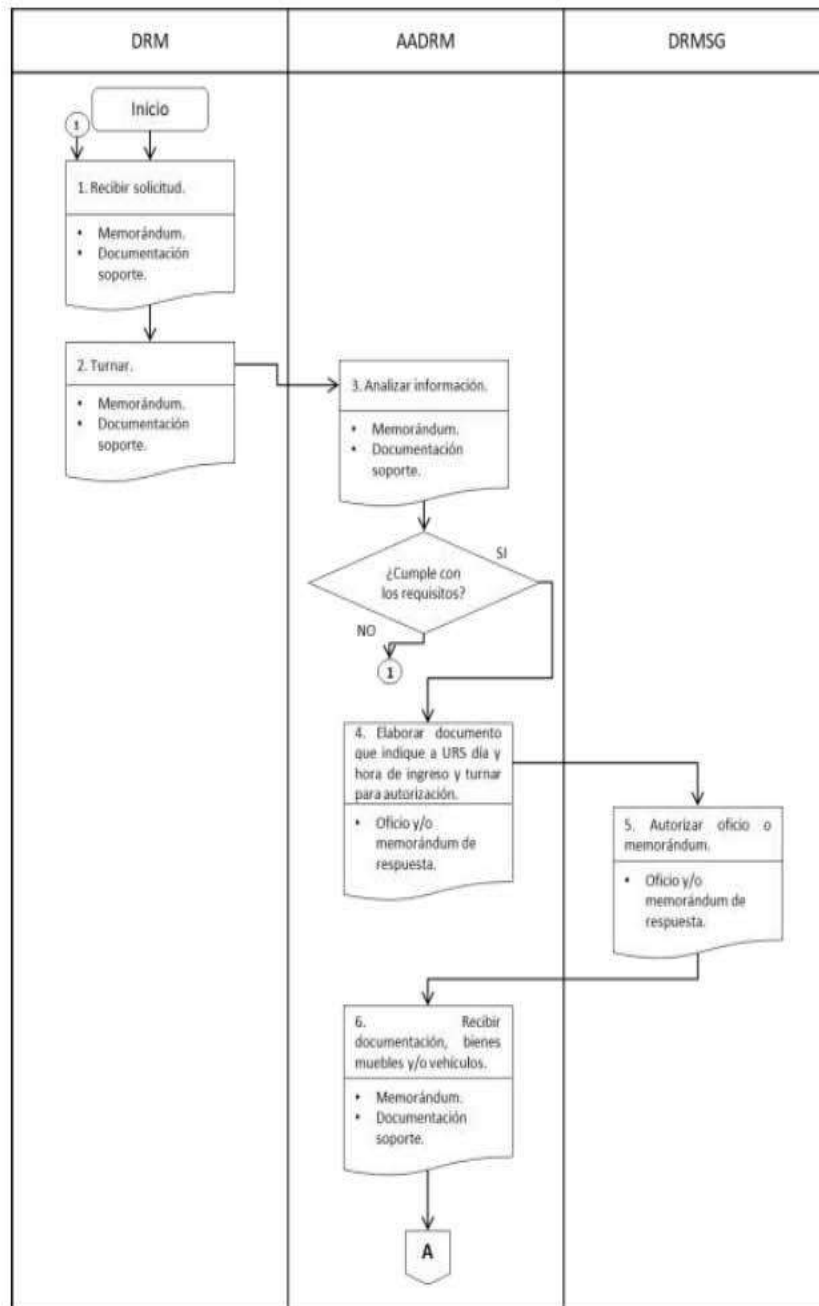 DRM
AADRM
DRMSG
Inicio
1
1. Recibir solicitud.
• Memorándum.
• Documentación
soporte.
2. Turnar.
• Memorándum.
• Documentación
soporte.
3. Analizar información.
• Memorándum.
• Documentación
soporte.
SI
¿Cumple con
los requisitos?
NO
1
4. Elaborar documento
que indique a URS día y
hora de ingreso y turnar
para autorización.
• Oficio y/o
memorándum de
respuesta.
5. Autorizar oficio o
memorándum.
• Oficio y/o
memorándum de
respuesta.
6. Recibir
documentación, bienes
muebles y/o vehículos.
• Memorándum.
• Documentación
soporte.
A